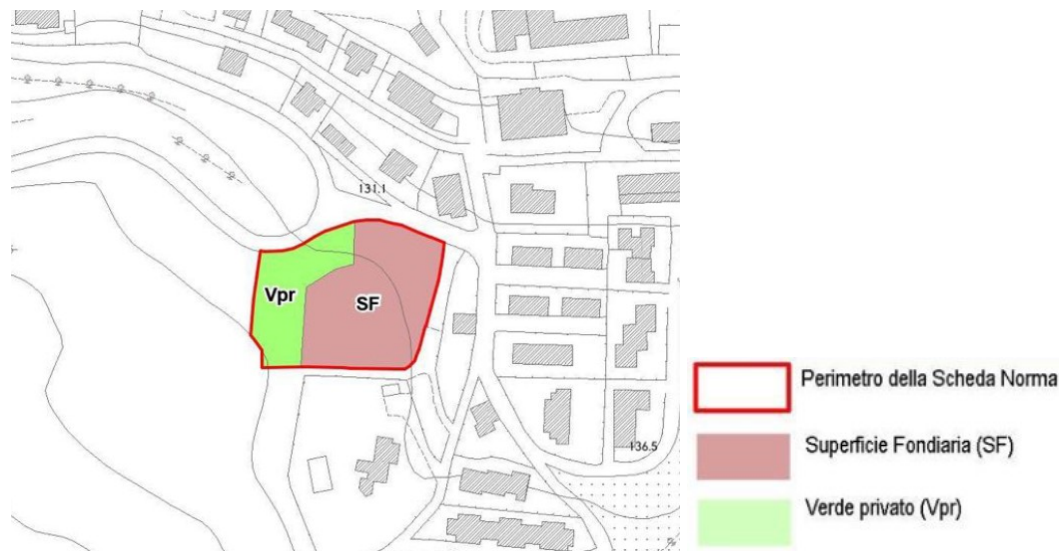 131.1
Vpr
SF
136.5
Perimetro della Scheda Norma
Superficie Fondiaria (SF)
Verde privato (Vpr)